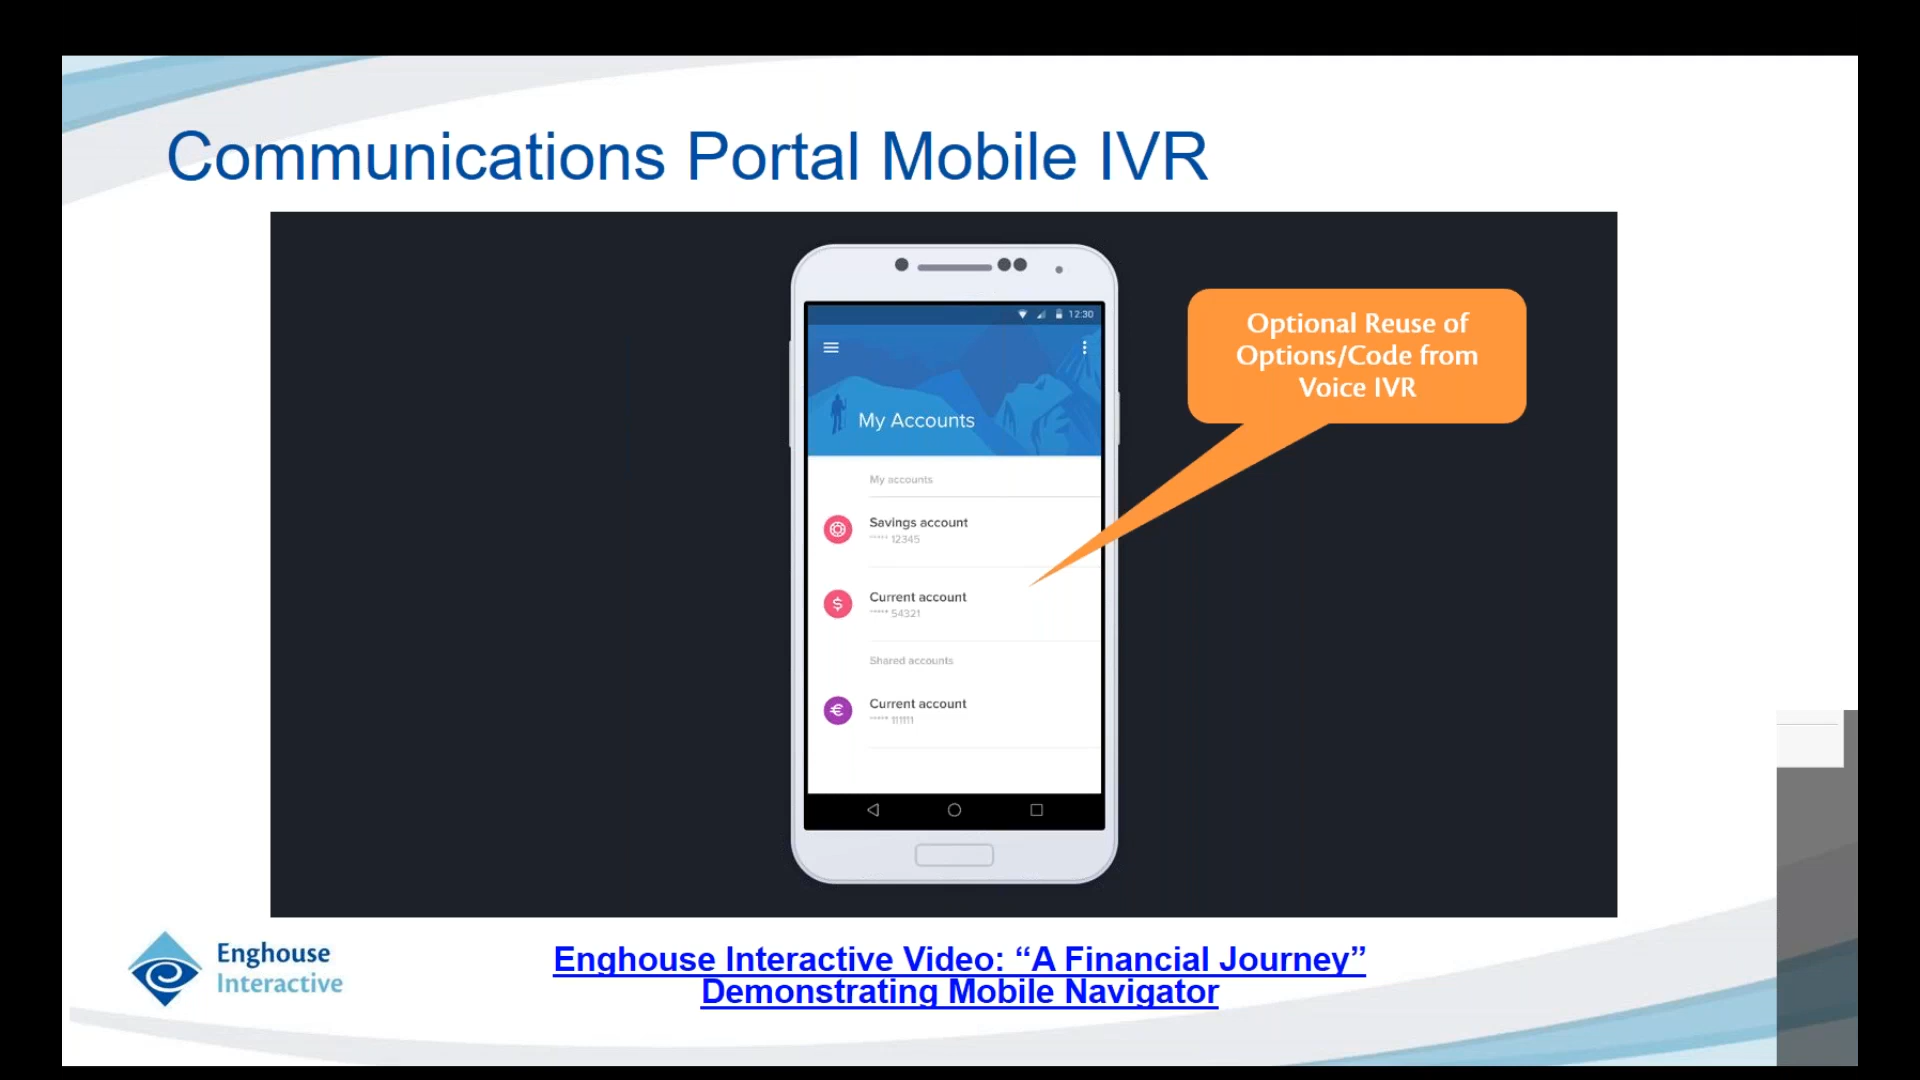 Communications Portal Mobile IVR
12:30
My Accounts
My accounts
Savings account
***** 12345
Current account
***** 54321
Shared accounts
Current account
***** 111111
Optional Reuse of
Options/Code from
Voice IVR
Enghouse
Interactive
Enghouse Interactive Video: “A Financial Journey”
Demonstrating Mobile Navigator